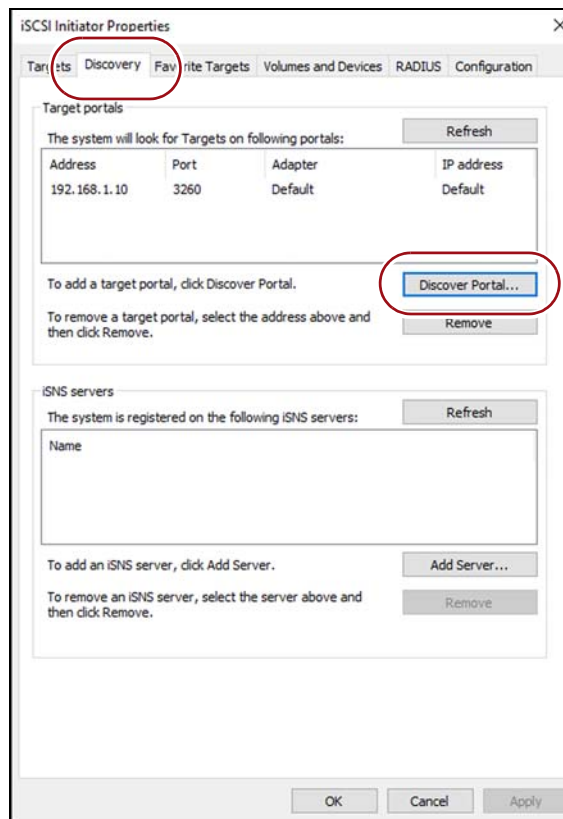 iSCSI Initiator Properties
Targets Discovery Favorite Targets Volumes and Devices RADIUS Configuration
Target portals
The system will look for Targets on following portals: Refresh
Address Port Adapter IP address
192.168.1.10 3260 Default Default
To add a target portal, click Discover Portal. Discover Portal...
To remove a target portal, select the address above and Remove
then click Remove.
iSNS servers
The system is registered on the following iSNS servers: Refresh
Name
To add an iSNS server, click Add Server. Add Server...
To remove an iSNS server, select the server above and Remove
then click Remove.
OK Cancel Apply